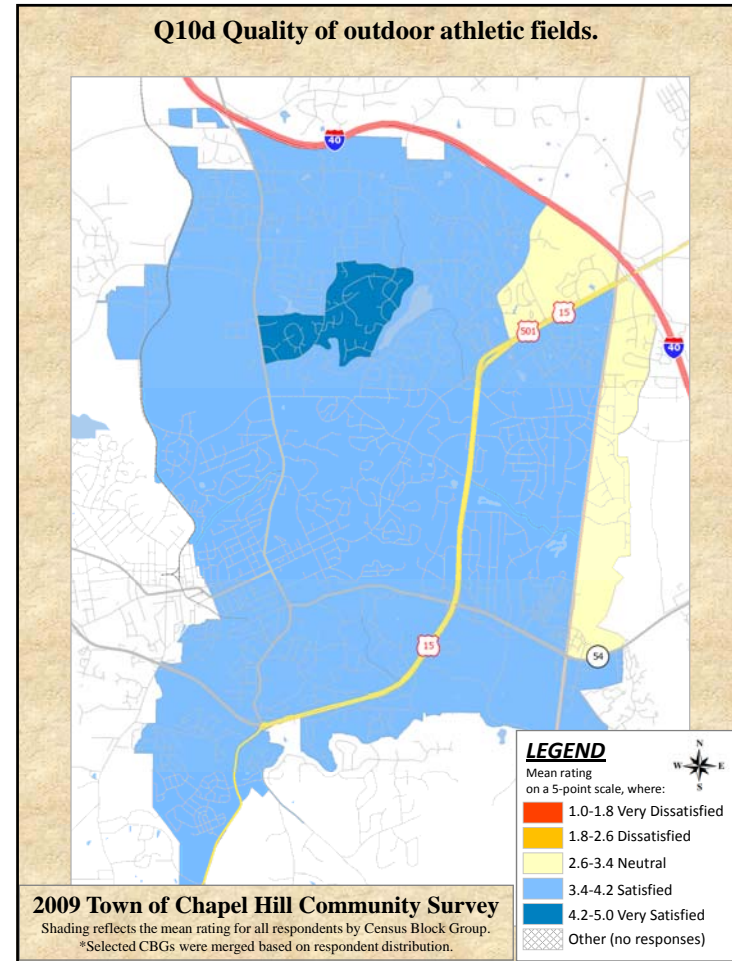 Q10d Quality of outdoor athletic fields.
40
15
501
40
15
54
LEGEND
N
W E
S
Mean rating
on a 5-point scale, where:
1.0-1.8 Very Dissatisfied
1.8-2.6 Dissatisfied
2.6-3.4 Neutral
3.4-4.2 Satisfied
4.2-5.0 Very Satisfied
Other (no responses)
2009 Town of Chapel Hill Community Survey
Shading reflects the mean rating for all respondents by Census Block Group.
*Selected CBGs were merged based on respondent distribution.